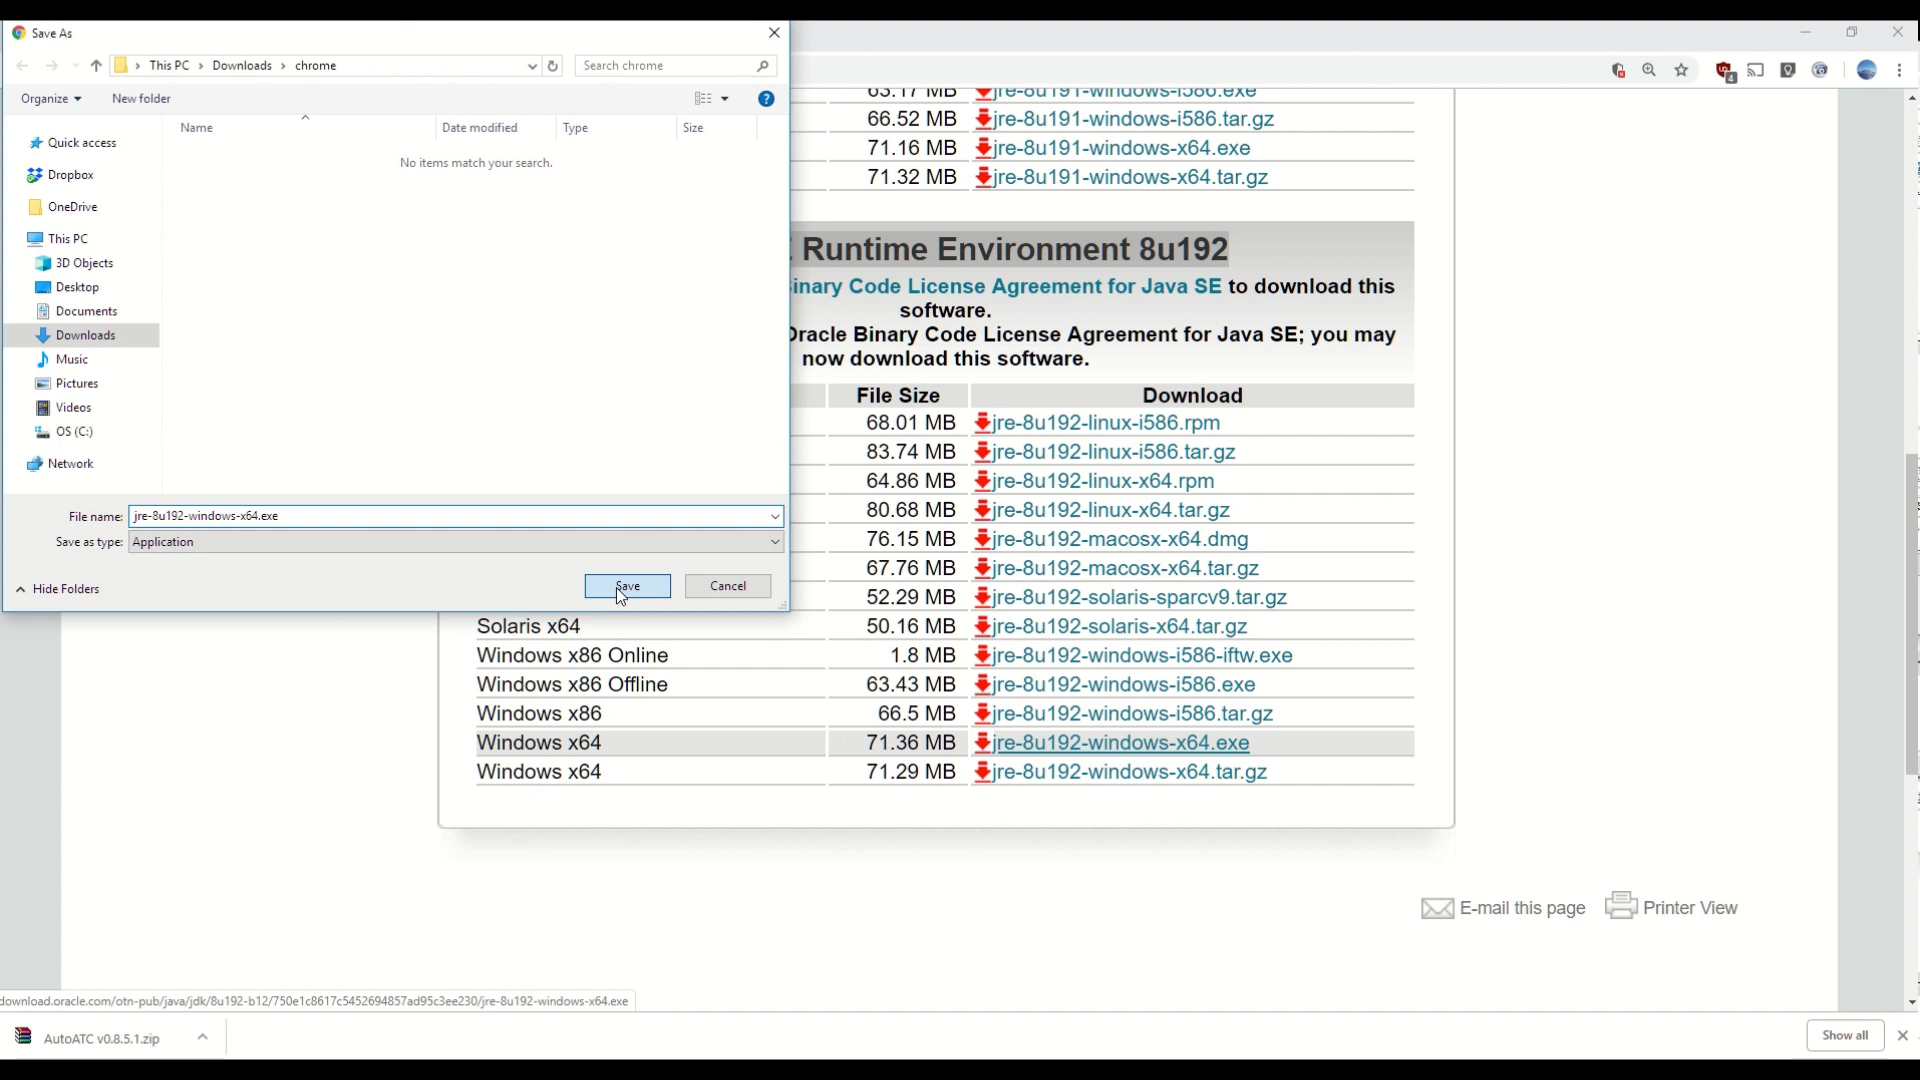 Save As
This PC > Downloads > chrome
Search chrome
Organize
New folder
Name
Date modified
Type
Size
No items match your search.
Quick access
Dropbox
OneDrive
This PC
3D Objects
Desktop
Documents
Downloads
Music
Pictures
Videos
OS (C:)
Network
File name: jre-8u192-windows-x64.exe
Save as type: Application
Hide Folders
Save
Cancel
4
63.17 MB jre-8u191-windows-i586.exe
66.52 MB jre-8u191-windows-i586.tar.gz
71.16 MB jre-8u191-windows-x64.exe
71.32 MB jre-8u191-windows-x64.tar.gz
Runtime Environment 8u192
inary Code License Agreement for Java SE to download this
software.
Oracle Binary Code License Agreement for Java SE; you may
now download this software.
File Size Download
68.01 MB jre-8u192-linux-i586.rpm
83.74 MB jre-8u192-linux-i586.tar.gz
64.86 MB jre-8u192-linux-x64.rpm
80.68 MB jre-8u192-linux-x64.tar.gz
76.15 MB jre-8u192-macosx-x64.dmg
67.76 MB jre-8u192-macosx-x64.tar.gz
52.29 MB jre-8u192-solaris-sparcv9.tar.gz
Solaris x64 50.16 MB jre-8u192-solaris-x64.tar.gz
Windows x86 Online 1.8 MB jre-8u192-windows-i586-iftw.exe
Windows x86 Offline 63.43 MB jre-8u192-windows-i586.exe
Windows x86 66.5 MB jre-8u192-windows-i586.tar.gz
Windows x64 71.36 MB jre-8u192-windows-x64.exe
Windows x64 71.29 MB jre-8u192-windows-x64.tar.gz
E-mail this page
Printer View
download.oracle.com/otn-pub/java/jdk/8u192-b12/750e1c8617c5452694857ad95c3ee230/jre-8u192-windows-x64.exe
AutoATC v0.8.5.1.zip
Show all